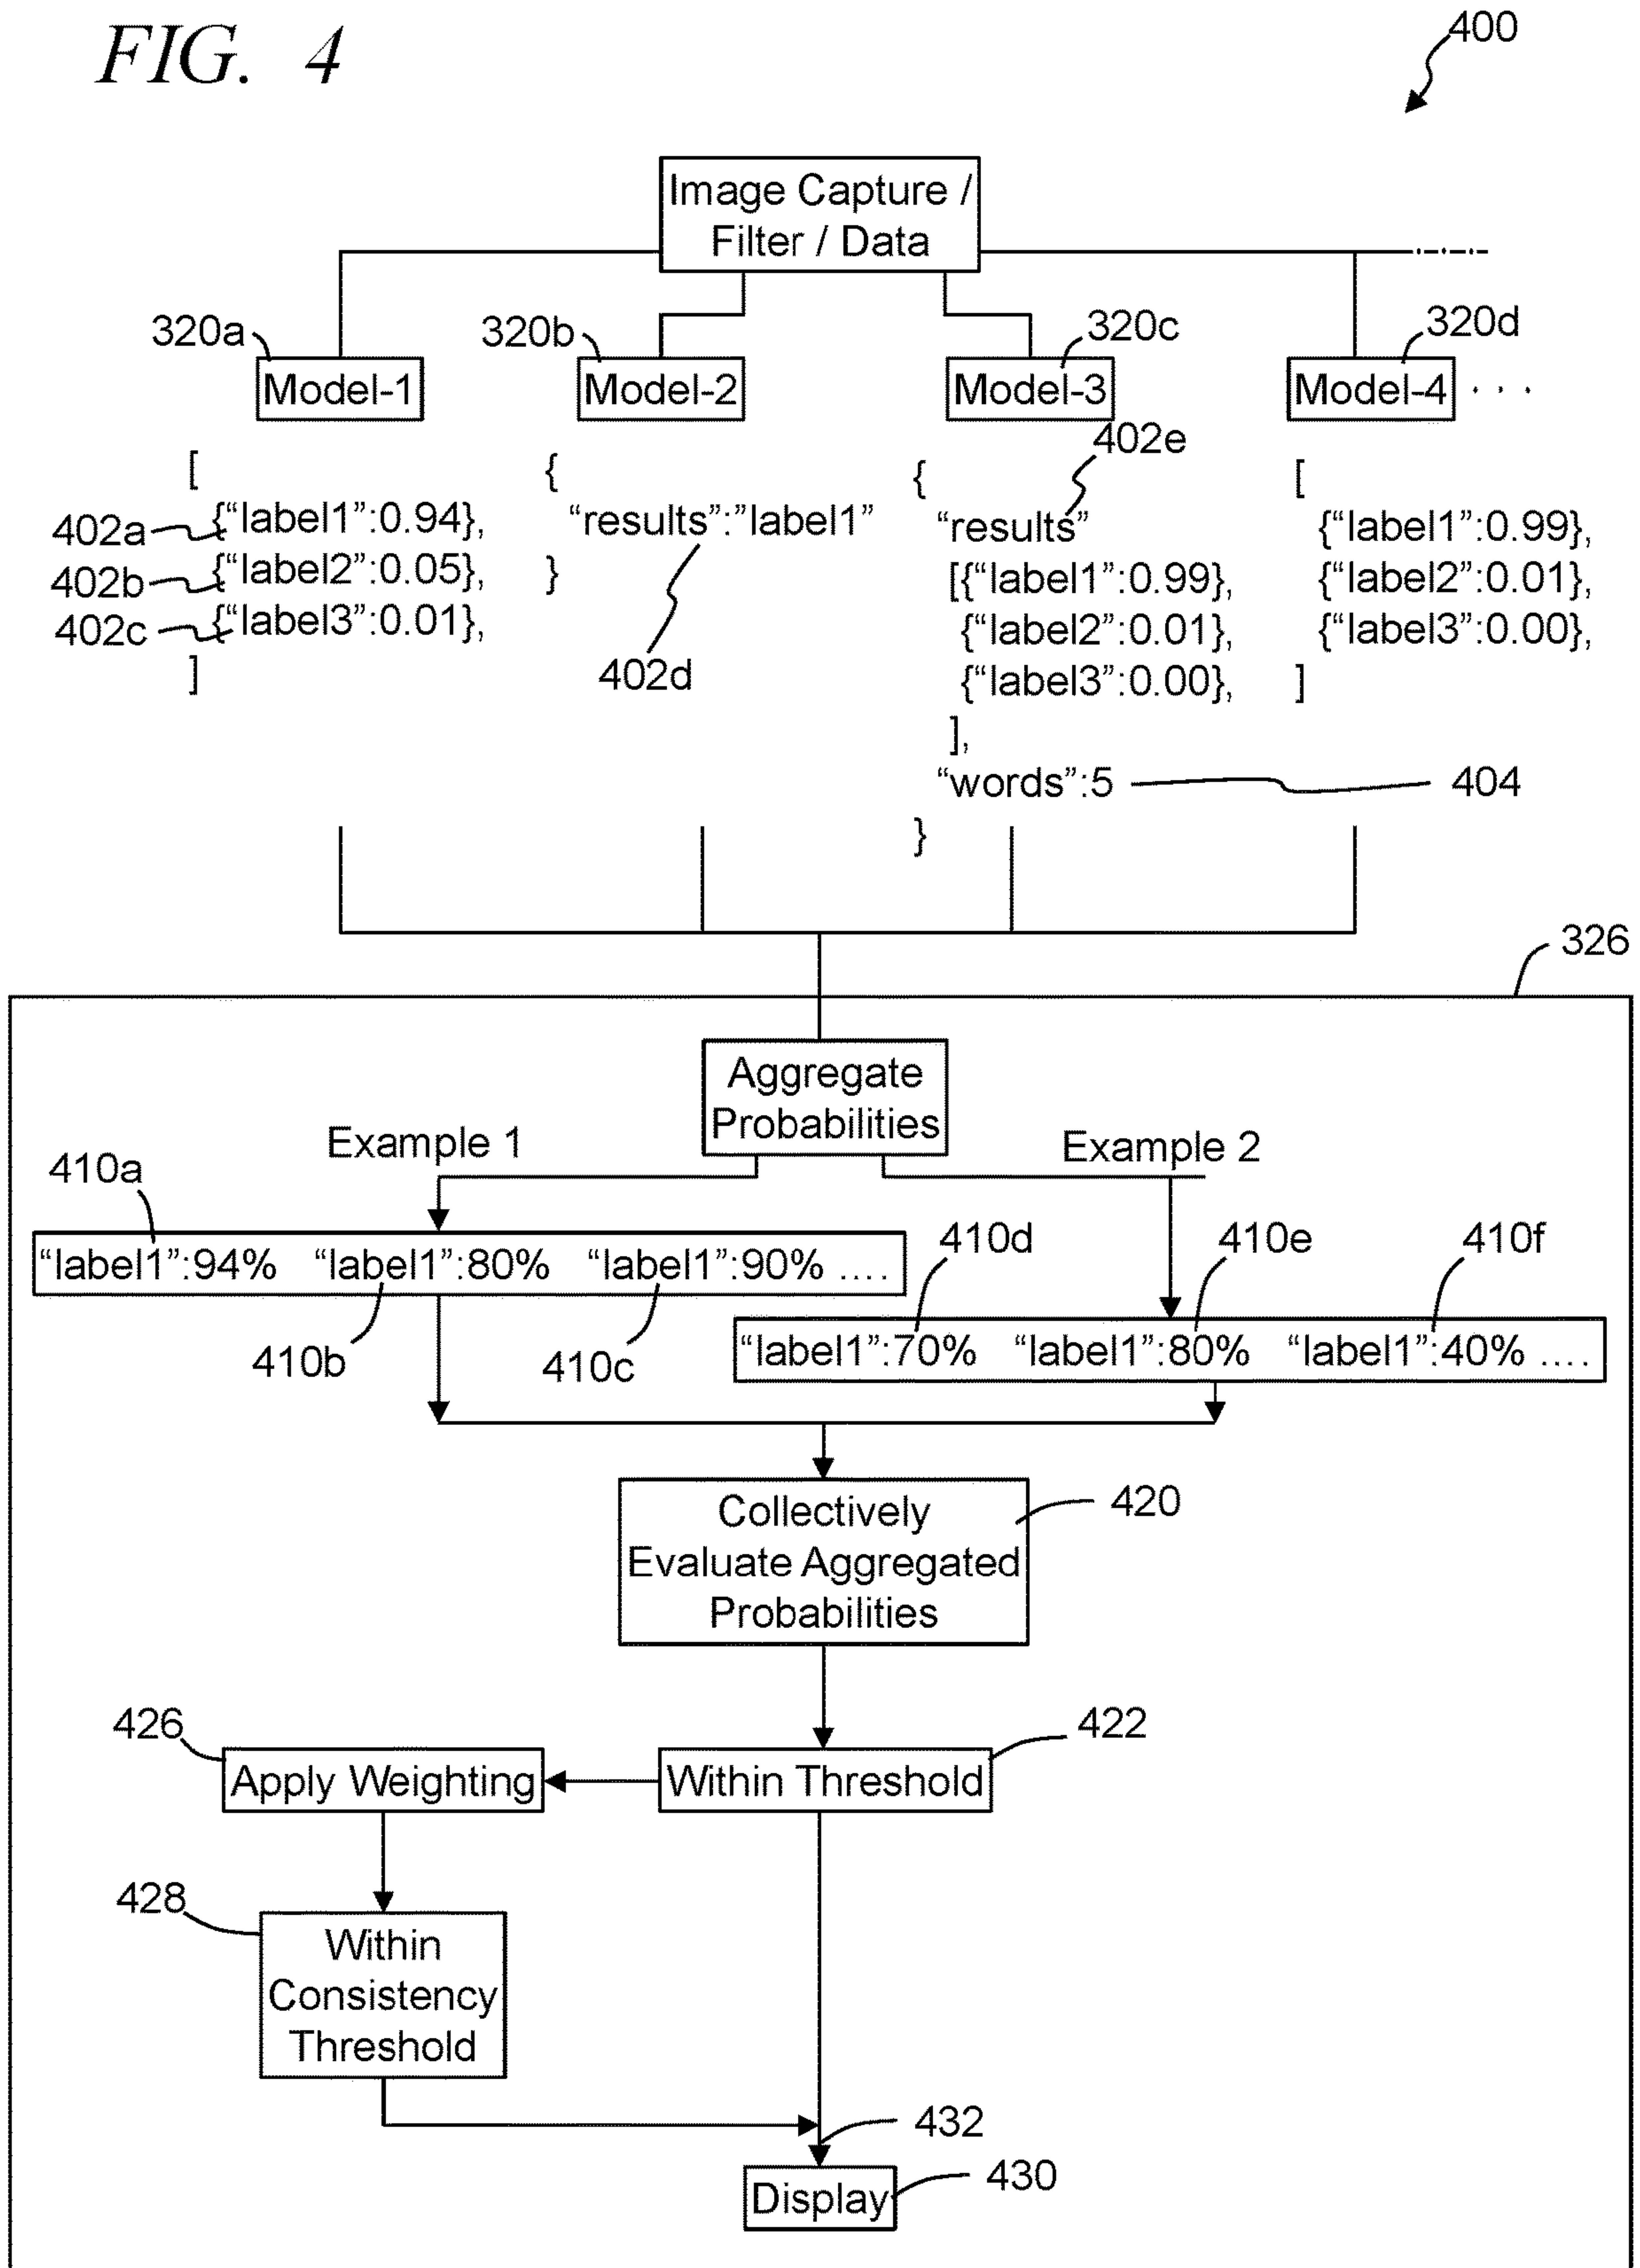 FIG. 4
400
Image Capture /
Filter / Data
320a
320b
320c
320d
Model-1
Model-2
Model-3
Model-4 . . .
402e
[
402a
{“label1”:0.94},
402b
{“label2”:0.05},
402c
{“label3”:0.01},
]
{
“results”:”label1”
}
402d
{
“results”
[{“label1”:0.99},
{“label2”:0.01},
{“label3”:0.00},
],
“words”:5
404
}
[
{“label1”:0.99},
{“label2”:0.01},
{“label3”:0.00},
]
326
Aggregate
Probabilities
Example 1
Example 2
410a
“label1”:94% “label1”:80% “label1”:90% ....
410b
410c
410d
410e
410f
“label1”:70% “label1”:80% “label1”:40% ....
Collectively
Evaluate Aggregated
Probabilities
420
426
422
Apply Weighting
Within Threshold
428
Within
Consistency
Threshold
432
430
Display